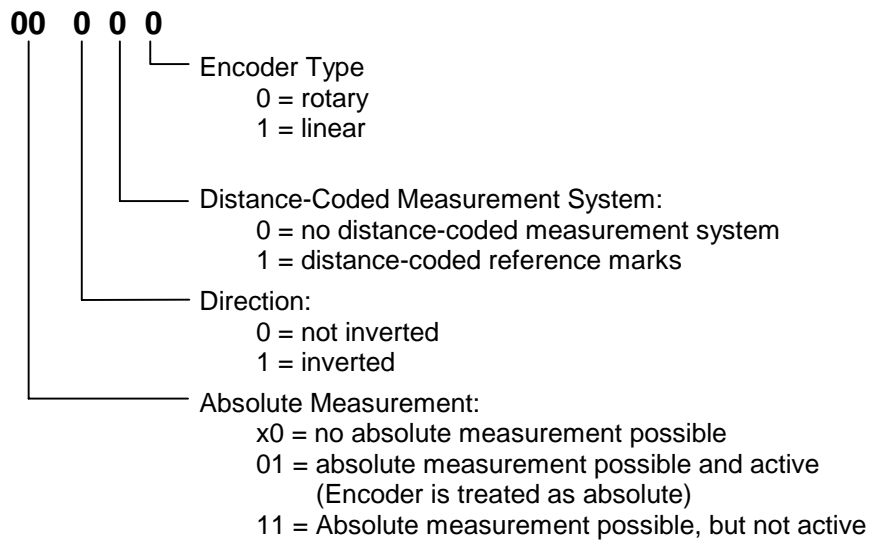 00 0 0 0
Encoder Type
0 = rotary
1 = linear
Distance-Coded Measurement System:
0 = no distance-coded measurement system
1 = distance-coded reference marks
Direction:
0 = not inverted
1 = inverted
Absolute Measurement:
x0 = no absolute measurement possible
01 = absolute measurement possible and active
(Encoder is treated as absolute)
11 = Absolute measurement possible, but not active